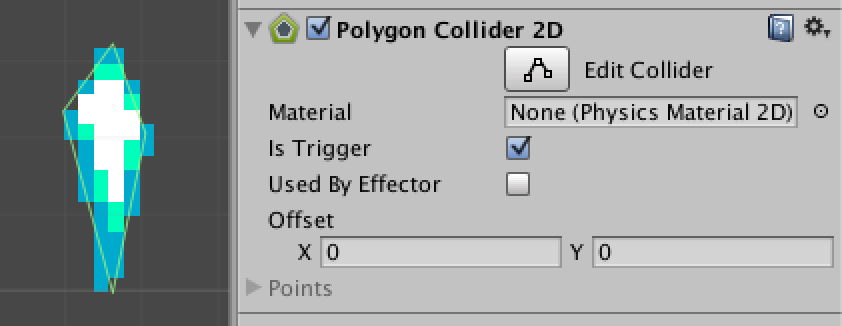 Polygon Collider 2D
Edit Collider
Material None (Physics Material 2D)
Is Trigger
Used By Effector
Offset
X 0 Y 0
Points